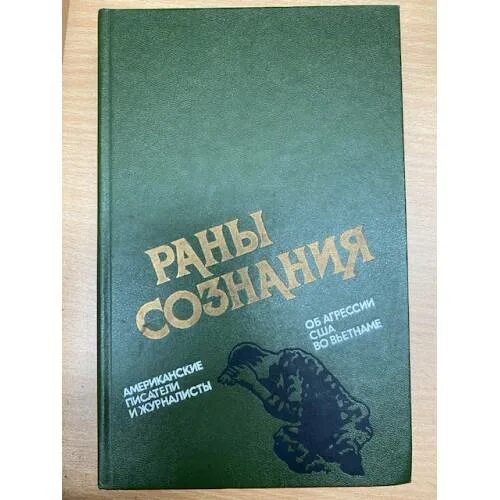 РАНЫ
СОЗНАНИЯ
АМЕРИКАНСКИЕ
ПИСАТЕЛИ
И ЖУРНАЛИСТЫ
ОБ АГРЕССИИ
США
ВО ВЬЕТНАМЕ